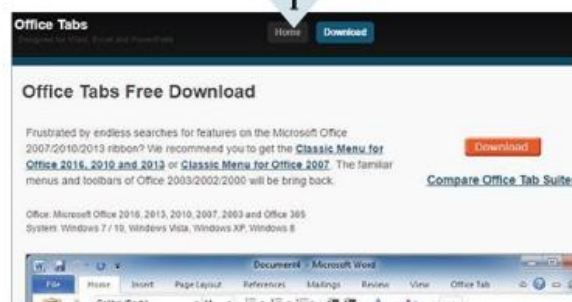 1
Office Tabs
Designed for Word, Excel and PowerPoint
Home Download
Office Tabs Free Download
Frustrated by endless searches for features on the Microsoft Office
2007/2010/2013 ribbon? We recommend you to get the Classic Menu for
Office 2016, 2010 and 2013 or Classic Menu for Office 2007. The familiar
menus and toolbars of Office 2003/2002/2000 will be bring back.
Download
Compare Office Tab Suite
Office: Microsoft Office 2016, 2013, 2010, 2007, 2003 and Office 365
System: Windows 7 / 10, Windows Vista, Windows XP, Windows 8
Document4 - Microsoft Word
File Home Insert Page Layout References Mailings Review View Office Tab